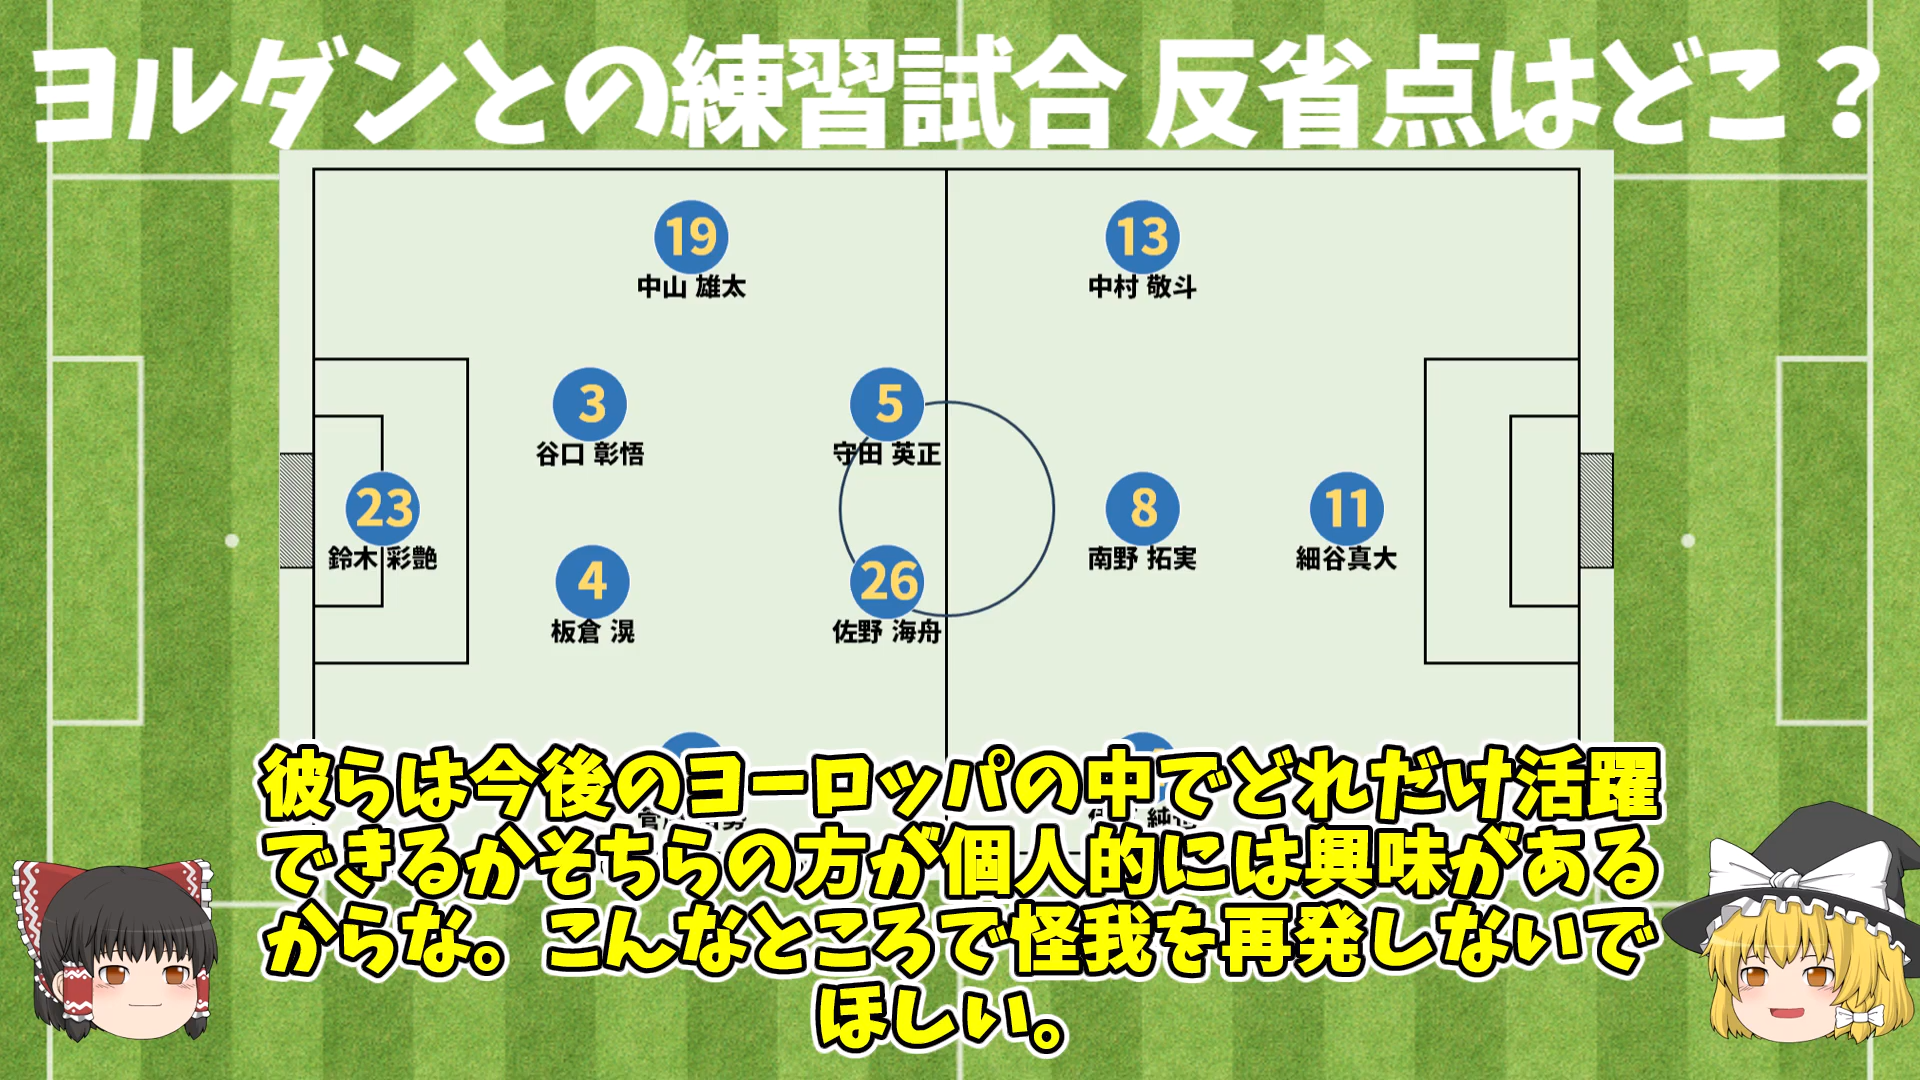 ヨルダンとの練習試合 反省点はどこ？
19
中山 雄太
13
中村 敬斗
3
谷口 彰悟
5
守田 英正
23
鈴木 彩艶
8
南野 拓実
11
細谷真大
4
板倉 滉
26
佐野 海舟
彼らは今後のヨーロッパの中でどれだけ活躍
できるかそちらの方が個人的には興味がある
からな。こんなところで怪我を再発しないで
ほしい。